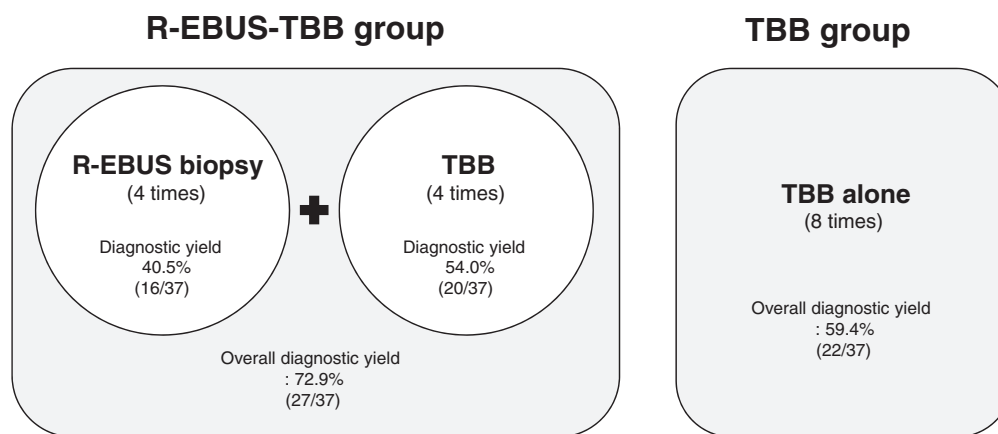 R-EBUS-TBB group
R-EBUS biopsy
(4 times)
Diagnostic yield
40.5%
(16/37)
TBB
(4 times)
Diagnostic yield
54.0%
(20/37)
Overall diagnostic yield
: 72.9%
(27/37)
TBB group
TBB alone
(8 times)
Overall diagnostic yield
: 59.4%
(22/37)